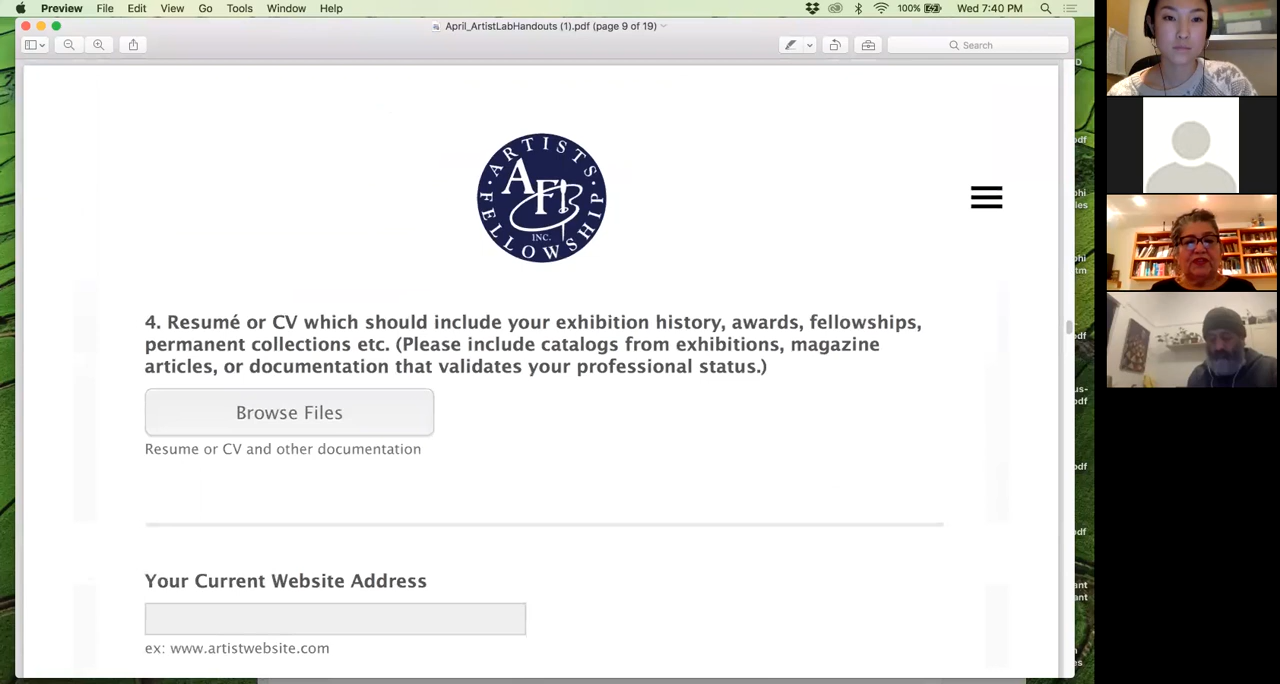 Preview File Edit View Go Tools Window Help
100% Wed 7:40 PM
April_ArtistLabHandouts (1).pdf (page 9 of 19)
Search
ARTISTS
AF
INC.
FELLOWSHIP
4. Resumé or CV which should include your exhibition history, awards, fellowships,
permanent collections etc. (Please include catalogs from exhibitions, magazine
articles, or documentation that validates your professional status.)
Browse Files
Resume or CV and other documentation
Your Current Website Address
ex: www.artistwebsite.com